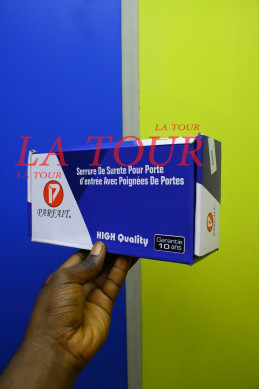 LA TOUR
LA TOUR
LA TOUR
Serrure De Surete Pour Porte
d'entrée Avec Poignées De Portes
PARFAIT.
HIGH Quality
Garantie
10 ans